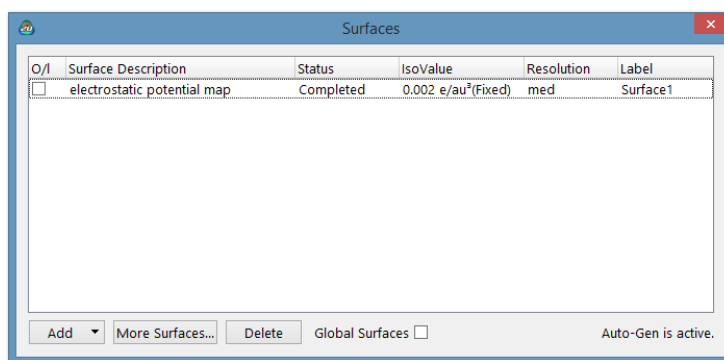 Surfaces
O/I Surface Description Status IsoValue Resolution Label
electrostatic potential map Completed 0.002 e/au³(Fixed) med Surface1
Add More Surfaces... Delete Global Surfaces Auto-Gen is active.